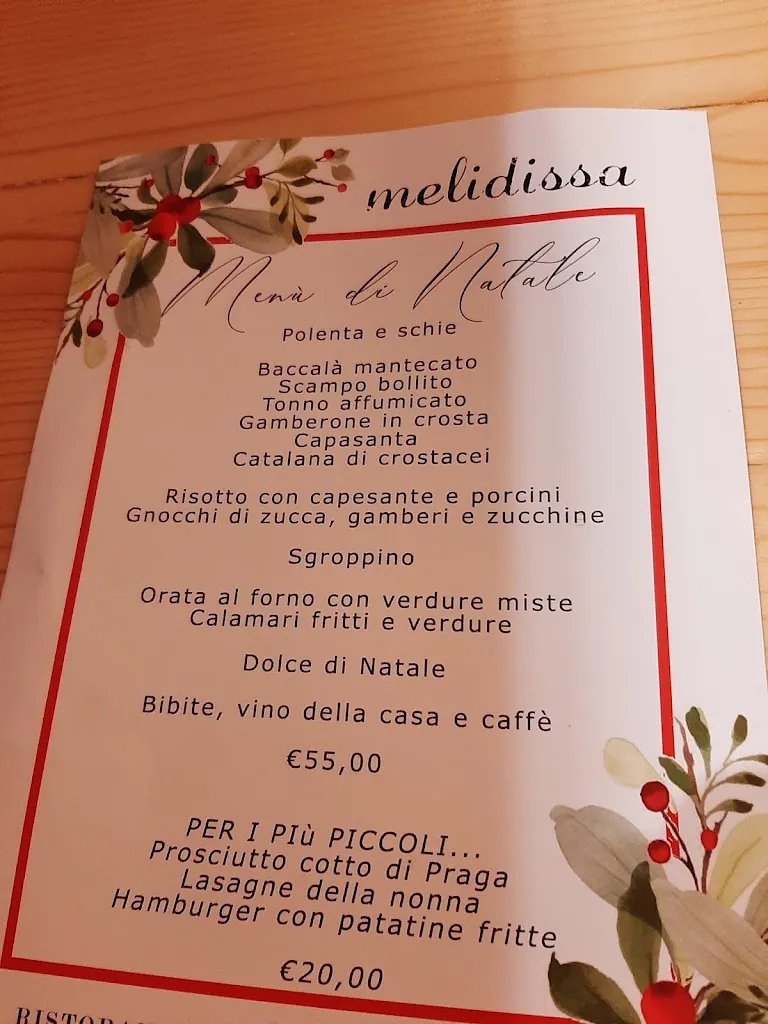 melidissa
Menù di Natale
Polenta e schie
Baccalà mantecato
Scampo bollito
Tonno affumicato
Gamberone in crosta
Capasanta
Catalana di crostacei
Risotto con capesante e porcini
Gnocchi di zucca, gamberi e zucchine
Sgroppino
Orata al forno con verdure miste
Calamari fritti e verdure
Dolce di Natale
Bibite, vino della casa e caffè
€55,00
PER I PIù PICCOLI...
Prosciutto cotto di Praga
Lasagne della nonna
Hamburger con patatine fritte
€20,00